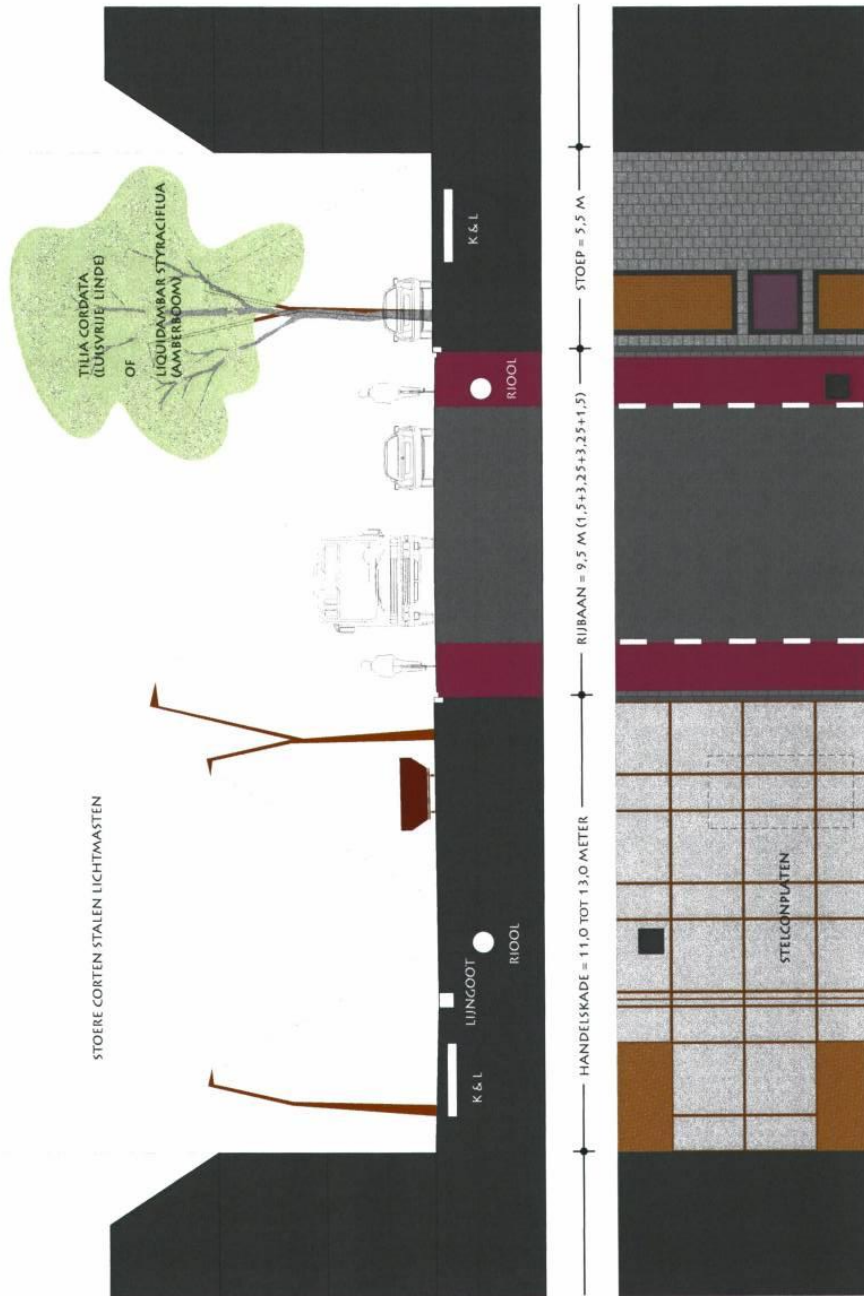 STOERE CORTEN STALEN LICHTMASTEN
TILIA CORDATA
(LUISVRIJE LINDE)
OF
LIQUIDAMBAR STYRACIFLUA
(AMBERBOOM)
K & L
LIJNGOOT
RIOOL
RIOOL
K & L
HANDELSKADE = 11,0 TOT 13,0 METER
RIJBAAN = 9,5 M (1,5+3,25+3,25+1,5)
STOEP = 5,5 M
STELCONPLATEN